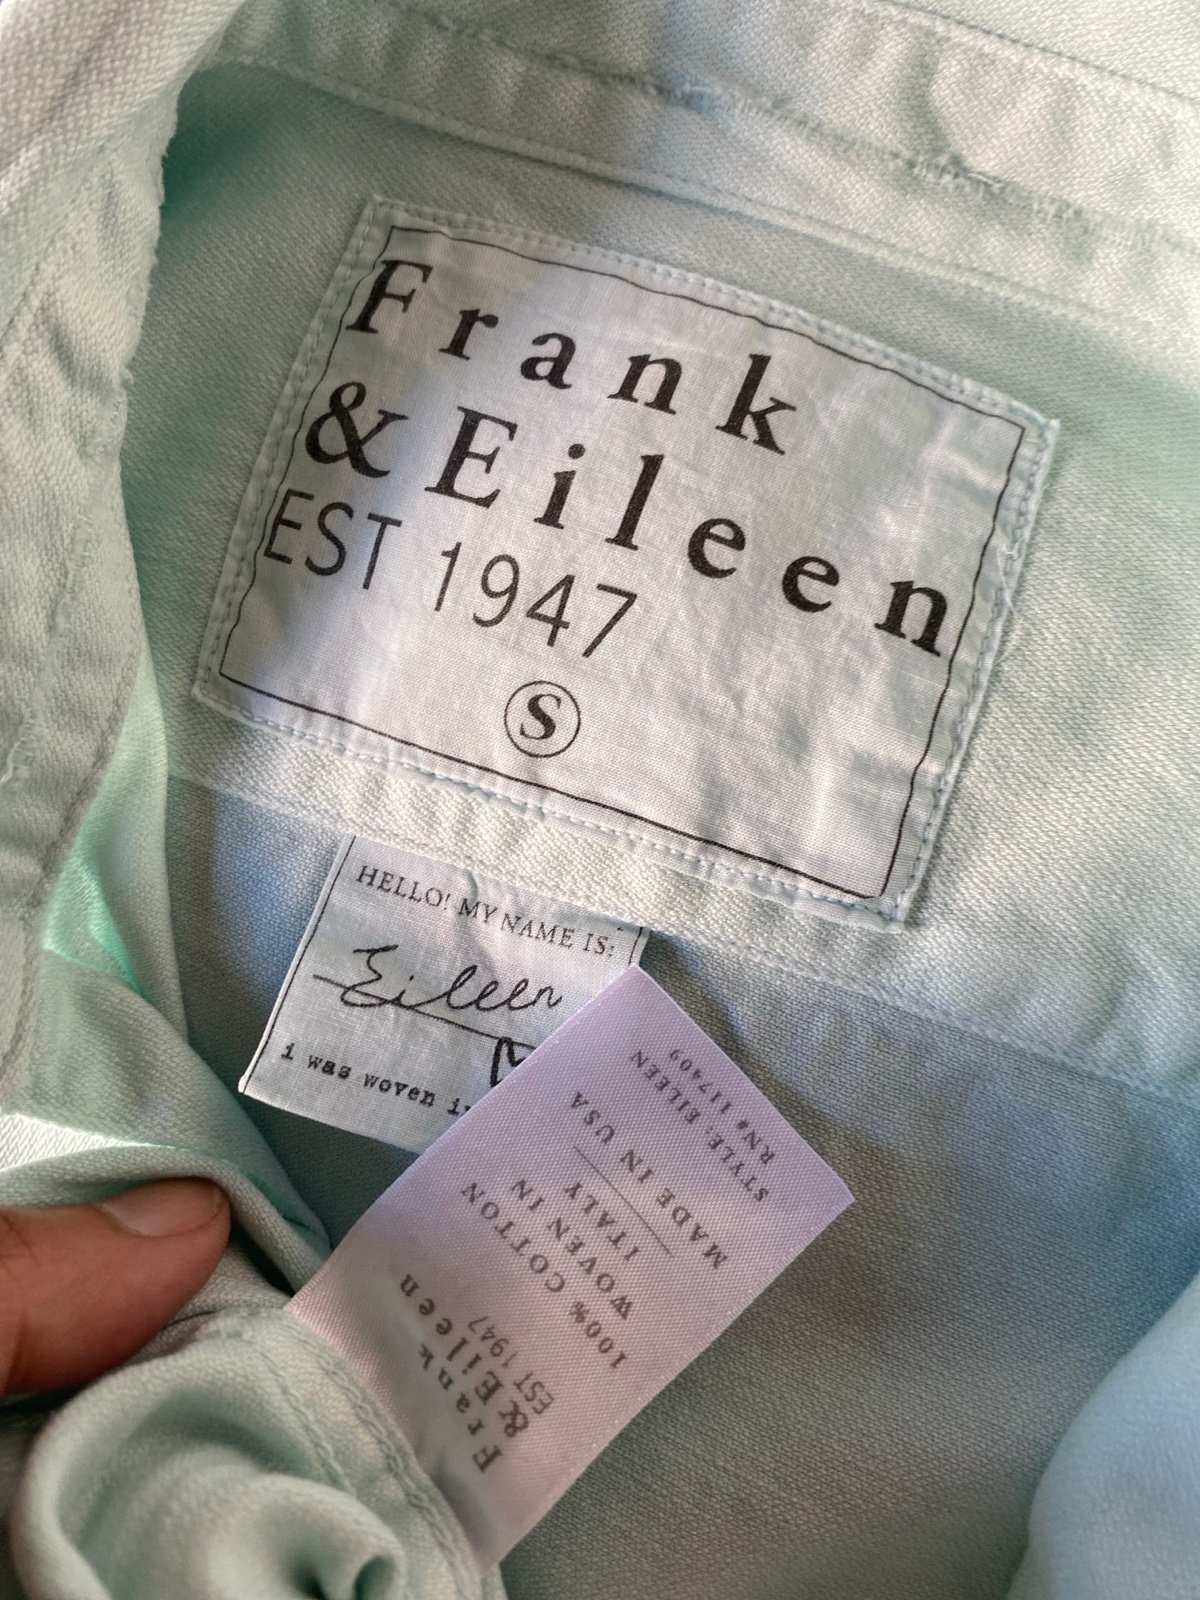 Frank
& Eileen
EST 1947
S
HELLO! MY NAME IS:
Eileen
i was woven
Frank
& Eileen
EST 1947
100% COTTON
WOVEN IN
ITALY
MADE IN USA
STYLE: EILEEN
RN# 117409